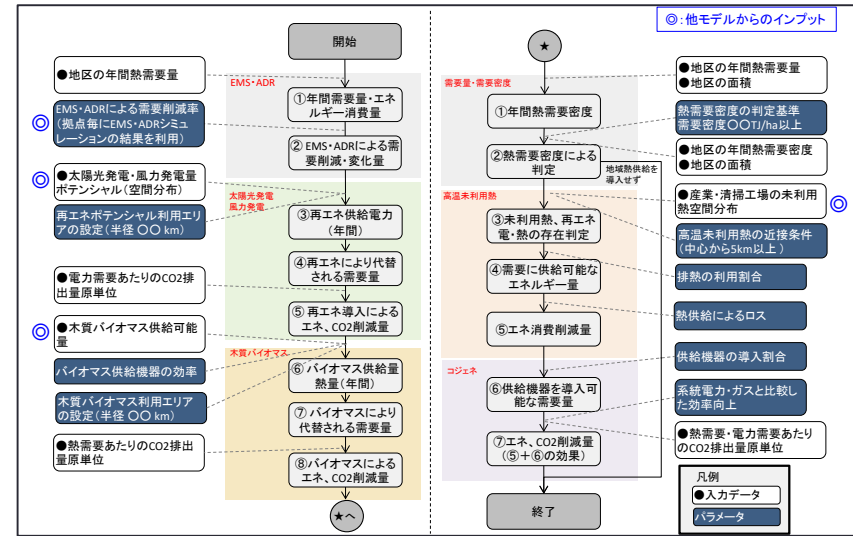 ◎:他モデルからのインプット
開始
●地区の年間熱需要量
EMS・ADR
①年間需要量・エネ
ルギー消費量
◎
EMS・ADRによる需要削減率
(拠点毎にEMS・ADRシミュ
レーションの結果を利用)
② EMS・ADRによる需
要削減・変化量
◎
●太陽光発電・風力発電量
ポテンシャル(空間分布)
太陽光発電
風力発電
再エネポテンシャル利用エリ
アの設定(半径 〇〇 km)
③再エネ供給電力
(年間)
④再エネにより代替
される需要量
●電力需要あたりのCO2排
出量原単位
⑤ 再エネ導入による
エネ、CO2削減量
◎
●木質バイオマス供給可能
量
木質バイオマス
バイオマス供給機器の効率
⑥ バイオマス供給量
熱量(年間)
木質バイオマス利用エリア
の設定(半径 〇〇 km)
⑦ バイオマスにより
代替される需要量
●熱需要あたりのCO2排出
量原単位
⑧バイオマスによる
エネ、CO2削減量
★へ
★
需要量・需要密度
●地区の年間熱需要量
●地区の面積
①年間熱需要密度
熱需要密度の判定基準
需要密度〇〇TJ/ha以上
②熱需要密度による
判定
●地区の年間熱需要密度
●地区の面積
地域熱供給を
導入せず
高温未利用熱
●産業・清掃工場の未利用
熱空間分布
◎
③未利用熱、再エネ
電・熱の存在判定
高温未利用熱の近接条件
(中心から5km以上)
④需要に供給可能な
エネルギー量
排熱の利用割合
熱供給によるロス
⑤エネ消費削減量
コジェネ
供給機器の導入割合
⑥供給機器を導入可
能な需要量
系統電力・ガスと比較し
た効率向上
⑦エネ、CO2削減量
(⑤+⑥の効果)
●熱需要・電力需要あたり
のCO2排出量原単位
終了
凡例
●入力データ
パラメータ